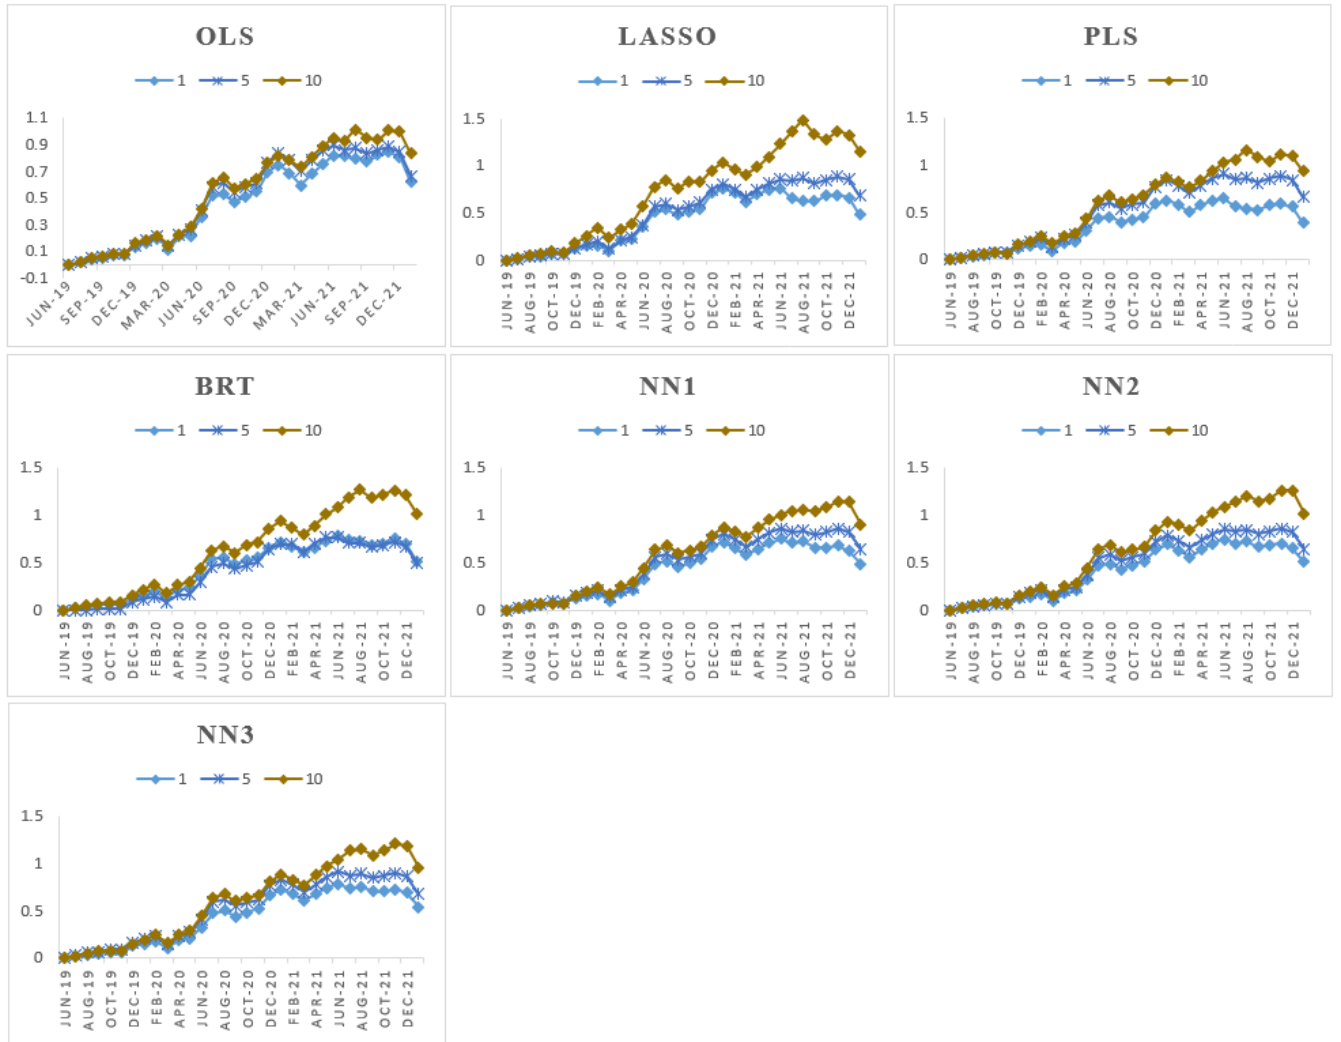 OLS
1 5 10
1.1
0.9
0.7
0.5
0.3
0.1
-0.1
JUN-19 SEP-19 DEC-19 MAR-20 JUN-20 SEP-20 DEC-20 MAR-21 JUN-21 SEP-21 DEC-21
LASSO
1 5 10
1.5
1
0.5
0
JUN-19 AUG-19 OCT-19 DEC-19 FEB-20 APR-20 JUN-20 AUG-20 OCT-20 DEC-20 FEB-21 APR-21 JUN-21 AUG-21 OCT-21 DEC-21
PLS
1 5 10
1.5
1
0.5
0
JUN-19 AUG-19 OCT-19 DEC-19 FEB-20 APR-20 JUN-20 AUG-20 OCT-20 DEC-20 FEB-21 APR-21 JUN-21 AUG-21 OCT-21 DEC-21
BRT
1 5 10
1.5
1
0.5
0
JUN-19 AUG-19 OCT-19 DEC-19 FEB-20 APR-20 JUN-20 AUG-20 OCT-20 DEC-20 FEB-21 APR-21 JUN-21 AUG-21 OCT-21 DEC-21
NN1
1 5 10
1.5
1
0.5
0
JUN-19 AUG-19 OCT-19 DEC-19 FEB-20 APR-20 JUN-20 AUG-20 OCT-20 DEC-20 FEB-21 APR-21 JUN-21 AUG-21 OCT-21 DEC-21
NN2
1 5 10
1.5
1
0.5
0
JUN-19 AUG-19 OCT-19 DEC-19 FEB-20 APR-20 JUN-20 AUG-20 OCT-20 DEC-20 FEB-21 APR-21 JUN-21 AUG-21 OCT-21 DEC-21
NN3
1 5 10
1.5
1
0.5
0
JUN-19 AUG-19 OCT-19 DEC-19 FEB-20 APR-20 JUN-20 AUG-20 OCT-20 DEC-20 FEB-21 APR-21 JUN-21 AUG-21 OCT-21 DEC-21